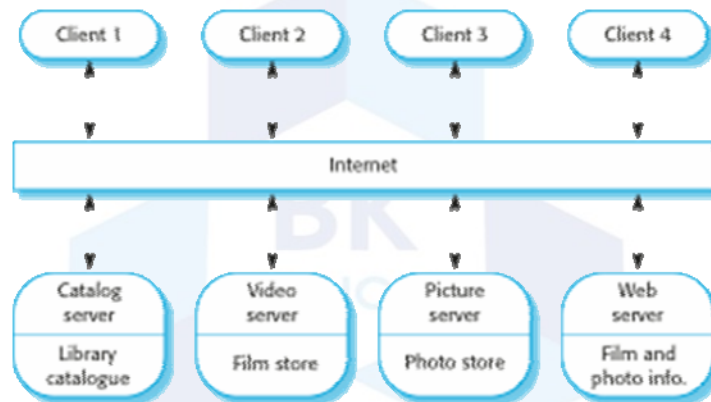 Client 1
Client 2
Client 3
Client 4
Internet
BK
Catalog
server
Library
catalogue
Video
server
Film store
Picture
server
Photo store
Web
server
Film and
photo info.